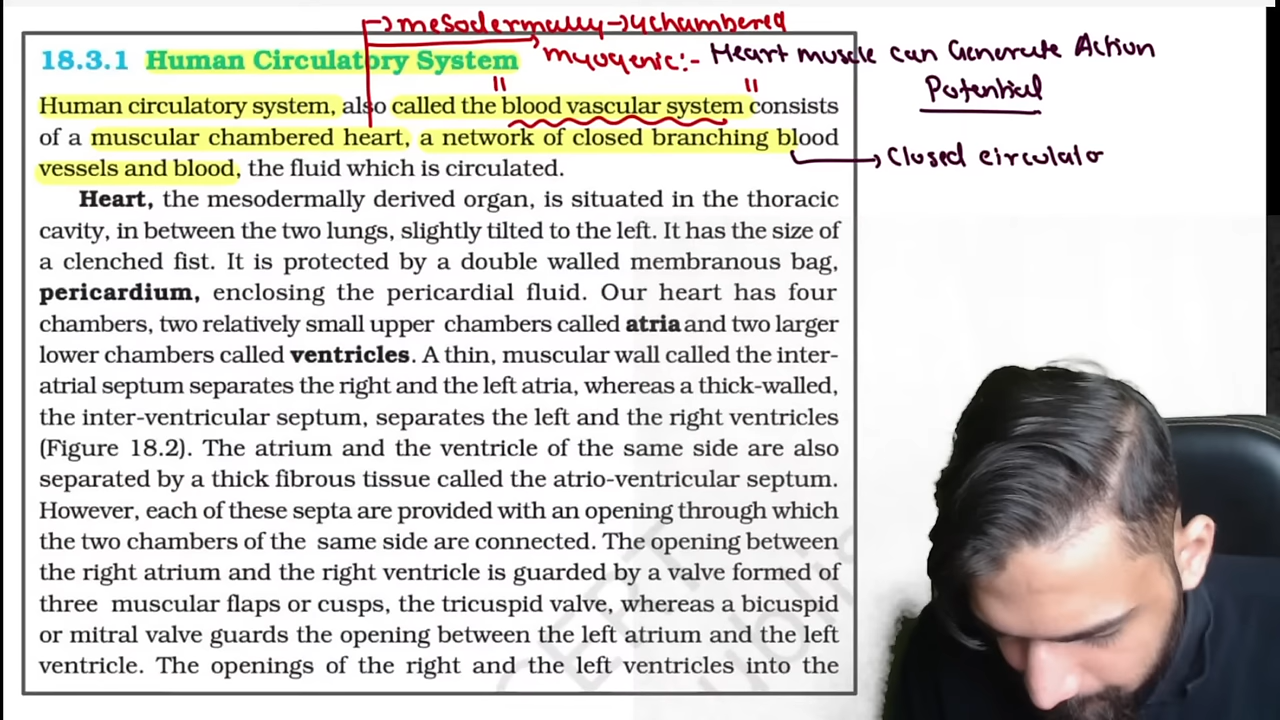 → mesodermally → 4 chambered
18.3.1 Human Circulatory System
myogenic:- Heart muscle can Generate Action
Potential
Human circulatory system, also called the "blood vascular system" consists
of a muscular chambered heart, a network of closed branching blood
vessels and blood, the fluid which is circulated.
→ Closed circulato
Heart, the mesodermally derived organ, is situated in the thoracic
cavity, in between the two lungs, slightly tilted to the left. It has the size of
a clenched fist. It is protected by a double walled membranous bag,
pericardium, enclosing the pericardial fluid. Our heart has four
chambers, two relatively small upper chambers called atria and two larger
lower chambers called ventricles. A thin, muscular wall called the inter-
atrial septum separates the right and the left atria, whereas a thick-walled,
the inter-ventricular septum, separates the left and the right ventricles
(Figure 18.2). The atrium and the ventricle of the same side are also
separated by a thick fibrous tissue called the atrio-ventricular septum.
However, each of these septa are provided with an opening through which
the two chambers of the same side are connected. The opening between
the right atrium and the right ventricle is guarded by a valve formed of
three muscular flaps or cusps, the tricuspid valve, whereas a bicuspid
or mitral valve guards the opening between the left atrium and the left
ventricle. The openings of the right and the left ventricles into the